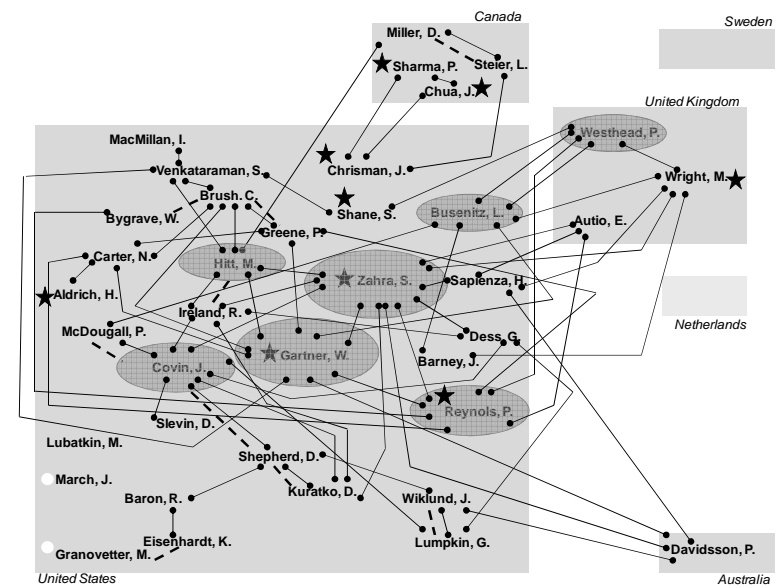 Canada
Sweden
Miller, D.
Sharma, P.
Steier, L.
Chua, J.
United Kingdom
Westhead, P.
MacMillan, I.
Venkataraman, S.
Chrisman, J.
Wright, M.
Brush. C.
Shane, S.
Busenitz, L.
Bygrave, W.
Greene, P.
Autio, E.
Carter, N.
Hitt, M.
Zahra, S.
Sapienza, H.
Aldrich, H.
Ireland, R.
Netherlands
McDougall, P.
Dess, G.
Covin, J.
Gartner, W.
Barney, J.
Reynols, P.
Slevin, D.
Lubatkin, M.
Shepherd, D.
March, J.
Kuratko, D.
Baron, R.
Wiklund, J.
Eisenhardt, K.
Lumpkin, G.
Granovetter, M.
Davidsson, P.
United States
Australia